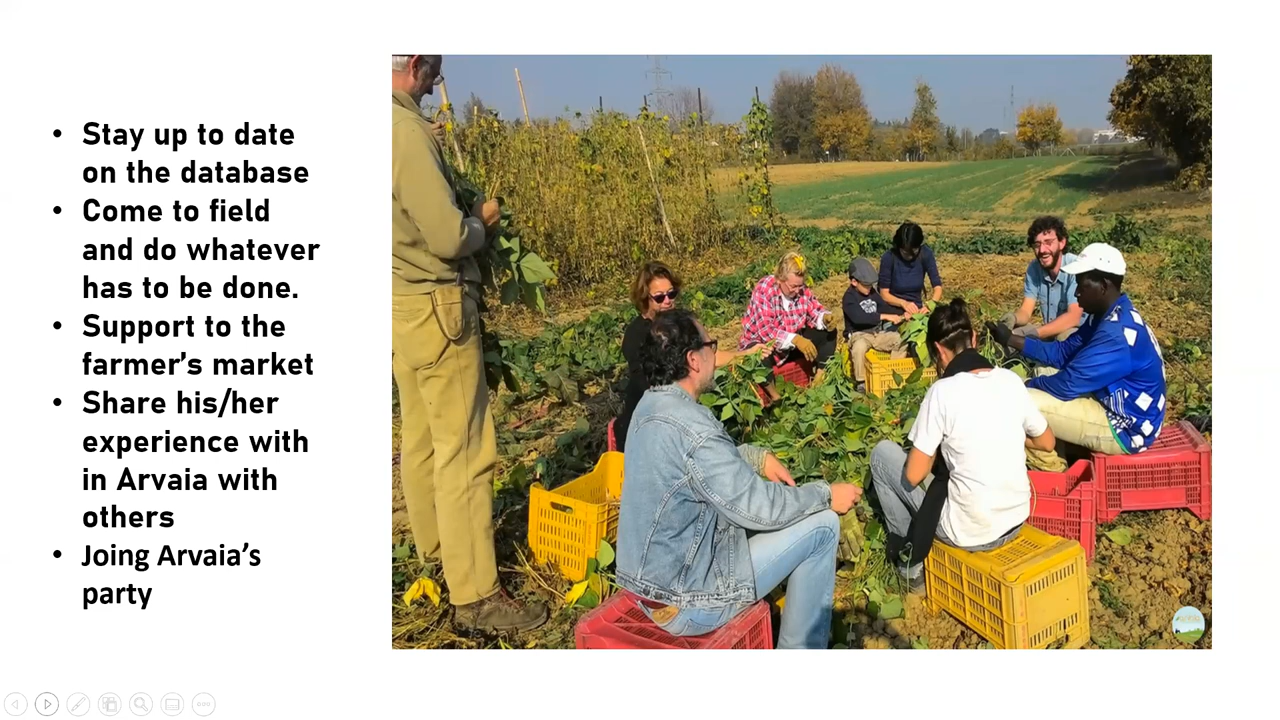 • Stay up to date
on the database
• Come to field
and do whatever
has to be done.
• Support to the
farmer's market
• Share his/her
experience with
in Arvaia with
others
• Joing Arvaia's
party